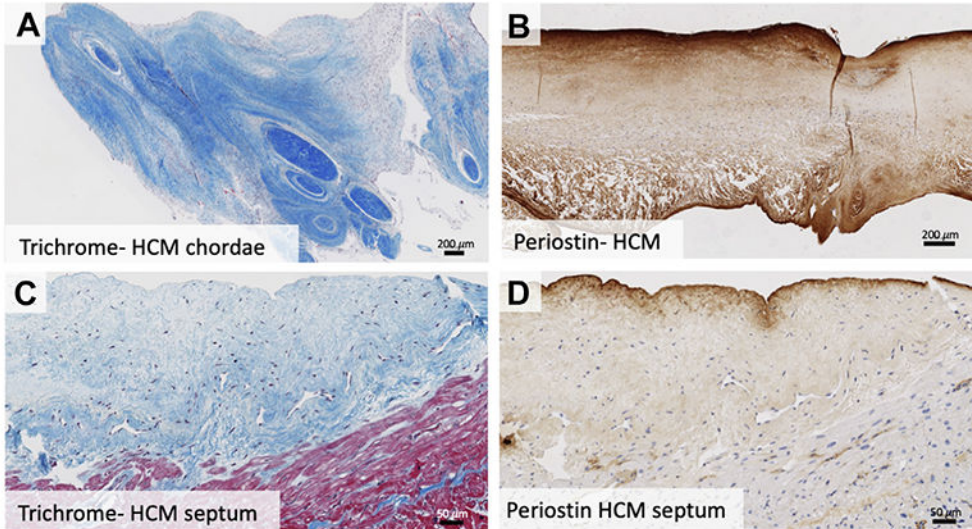 A
Trichrome- HCM chordae
200 µm
B
Periostin- HCM
200 µm
C
Trichrome- HCM septum
50 µm
D
Periostin HCM septum
50 µm